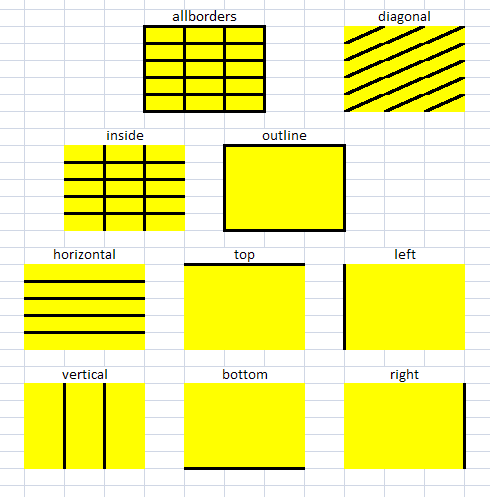 allborders
diagonal
inside
outline
horizontal
top
left
vertical
bottom
right